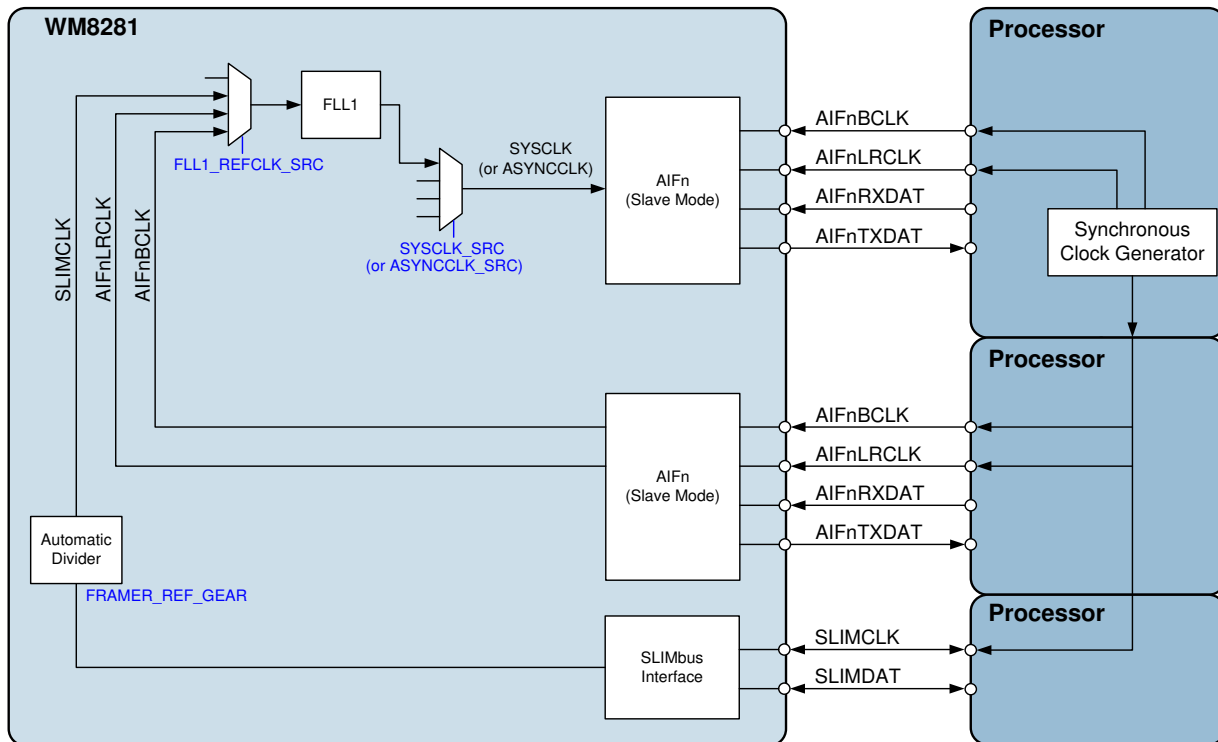 WM8281
Processor
FLL1
FLL1_REFCLK_SRC
SYSCLK
(or ASYNCCLK)
SYSCLK_SRC
(or ASYNCCLK_SRC)
AIFn
(Slave Mode)
AIFnBCLK
AIFnLRCLK
AIFnRXDAT
AIFnTXDAT
Synchronous
Clock Generator
SLIMCLK
AIFnLRCLK
AIFnBCLK
Processor
AIFn
(Slave Mode)
AIFnBCLK
AIFnLRCLK
AIFnRXDAT
AIFnTXDAT
Automatic
Divider
FRAMER_REF_GEAR
Processor
SLIMbus
Interface
SLIMCLK
SLIMDAT